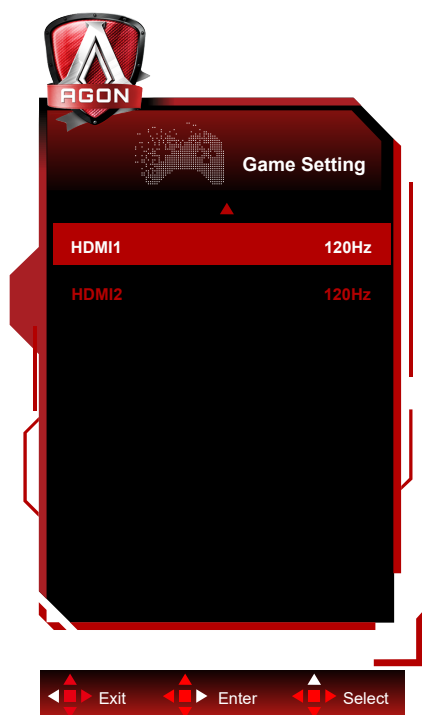 AGON
Game Setting
HDMI1 120Hz
HDMI2 120Hz
Exit Enter Select